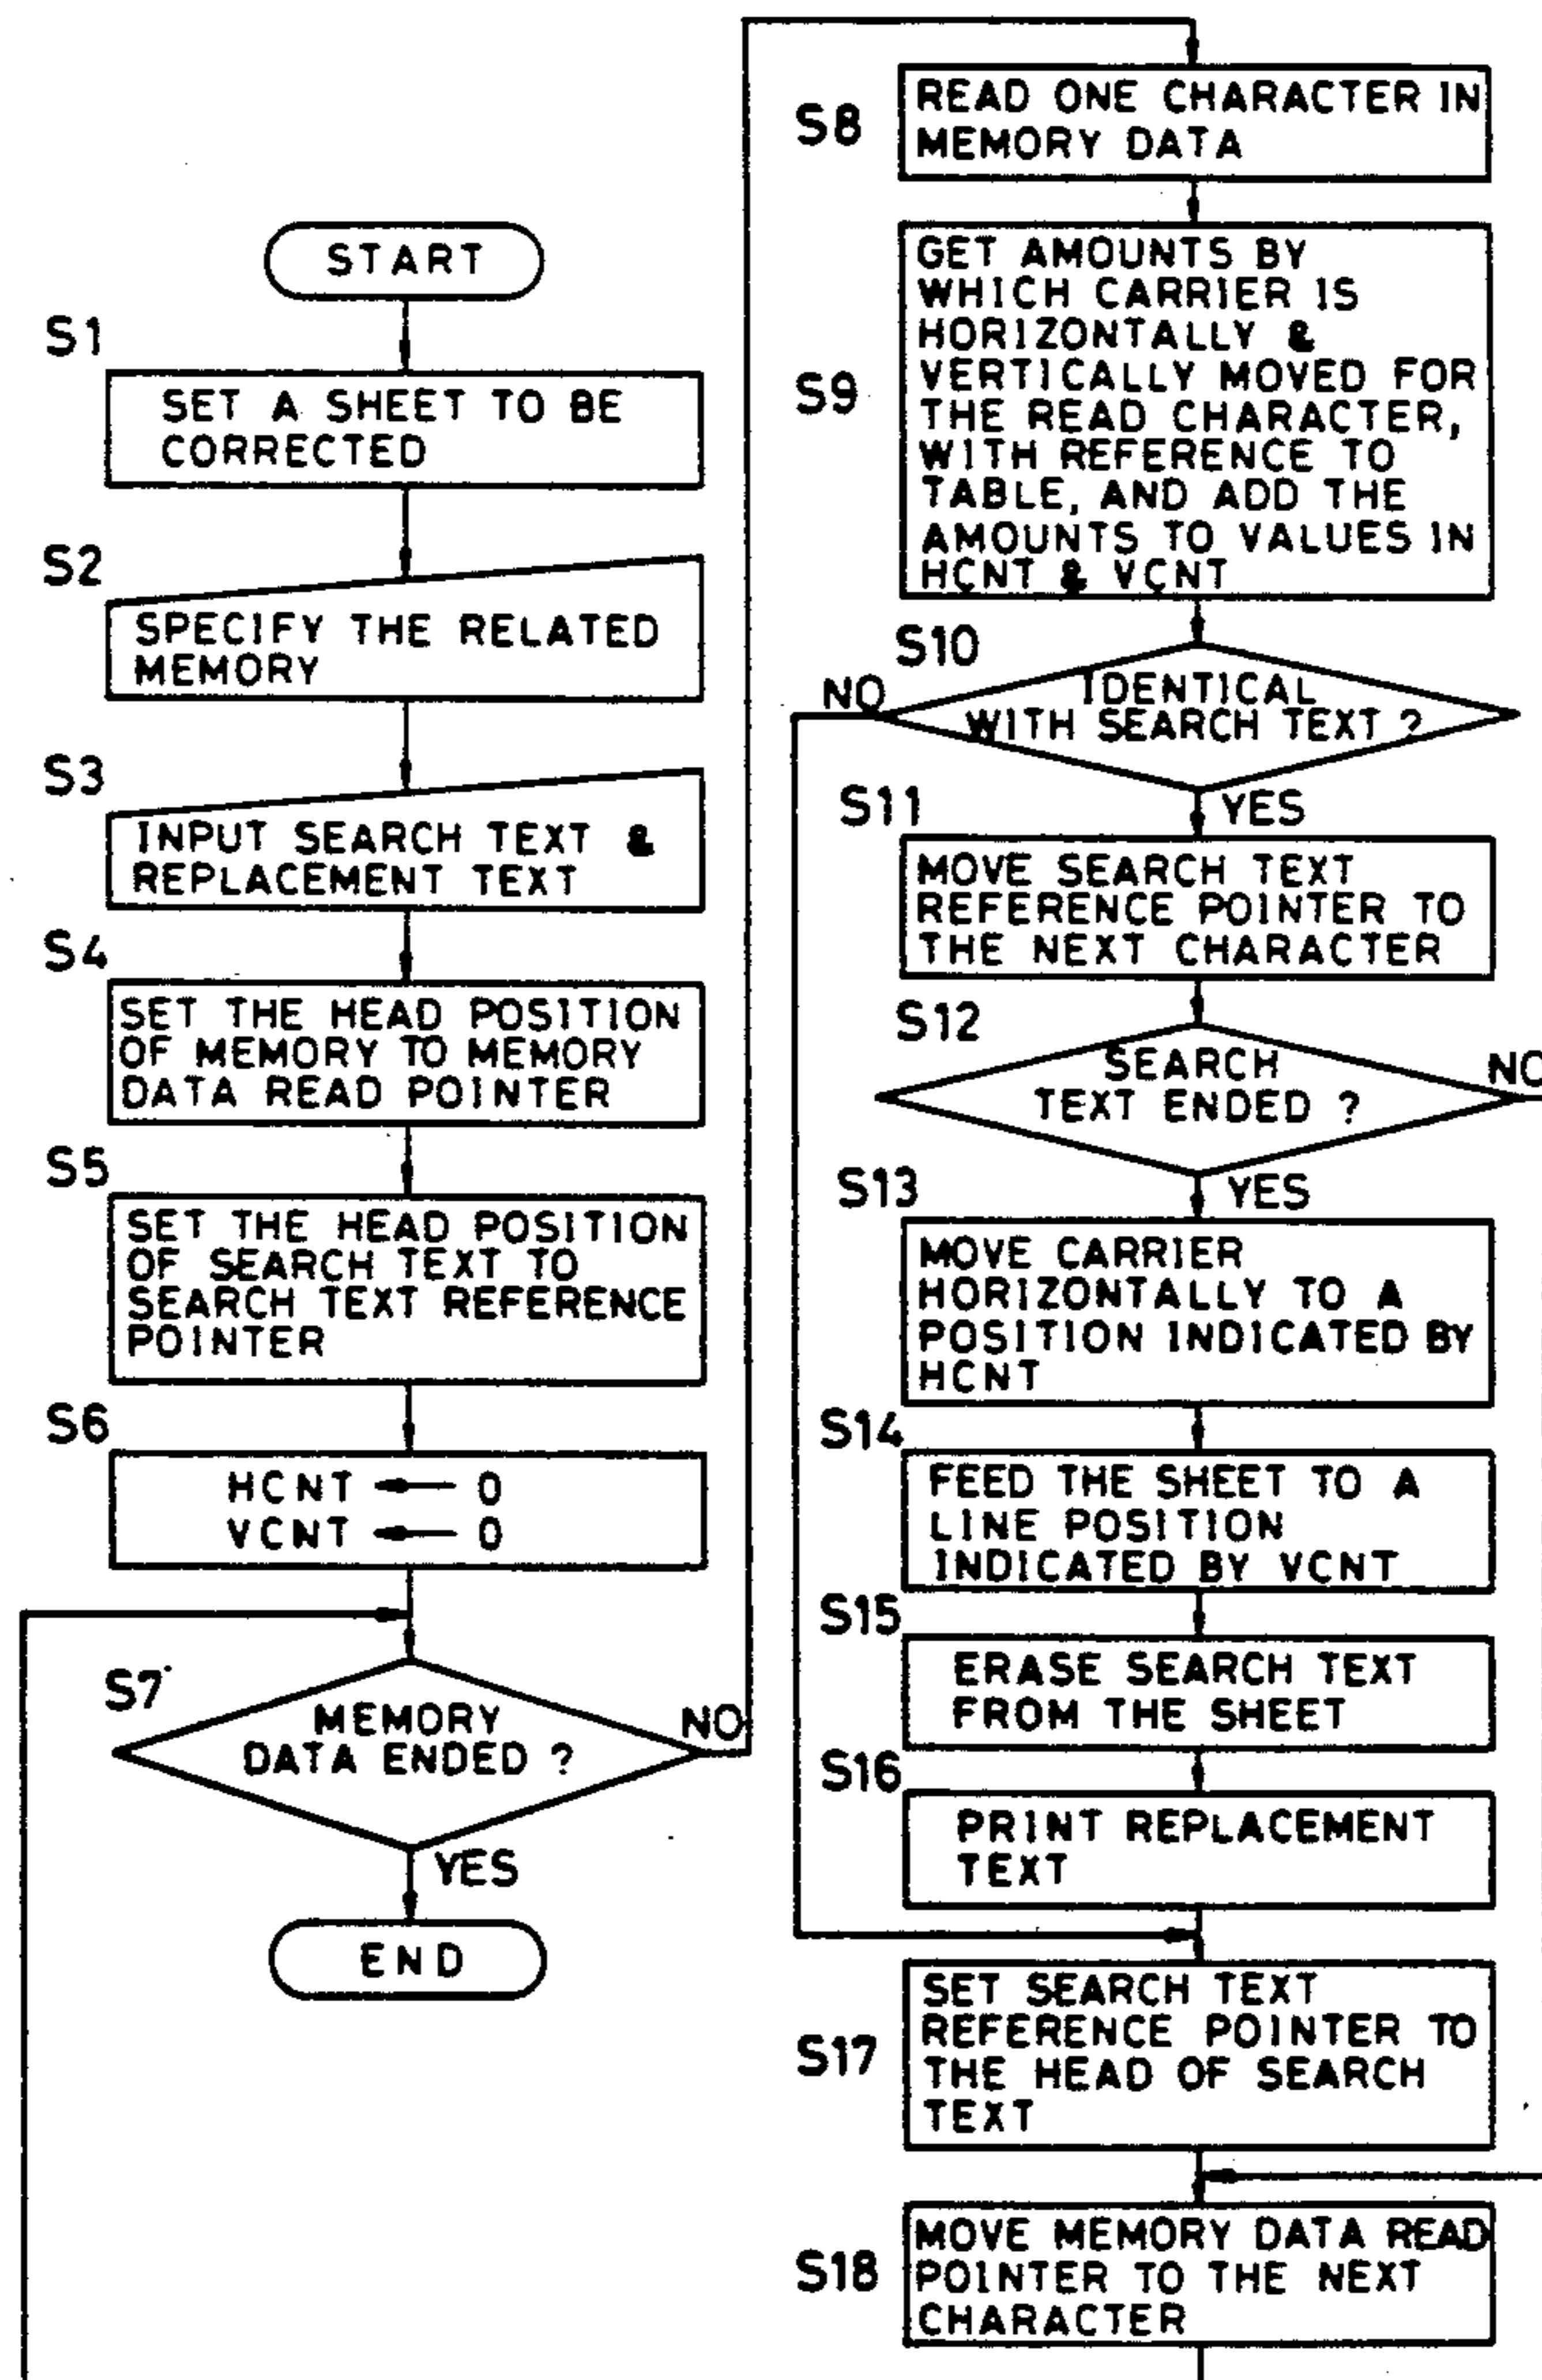 START
S1
SET A SHEET TO BE
CORRECTED
S2
SPECIFY THE RELATED
MEMORY
S3
INPUT SEARCH TEXT &
REPLACEMENT TEXT
S4
SET THE HEAD POSITION
OF MEMORY TO MEMORY
DATA READ POINTER
S5
SET THE HEAD POSITION
OF SEARCH TEXT TO
SEARCH TEXT REFERENCE
POINTER
S6
HCNT ← 0
VCNT ← 0
S7
MEMORY
DATA ENDED ?
NO
YES
END
S8
READ ONE CHARACTER IN
MEMORY DATA
S9
GET AMOUNTS BY
WHICH CARRIER IS
HORIZONTALLY &
VERTICALLY MOVED FOR
THE READ CHARACTER,
WITH REFERENCE TO
TABLE, AND ADD THE
AMOUNTS TO VALUES IN
HCNT & VCNT
S10
NO
IDENTICAL
WITH SEARCH TEXT ?
YES
S11
MOVE SEARCH TEXT
REFERENCE POINTER TO
THE NEXT CHARACTER
S12
SEARCH
TEXT ENDED ?
NO
YES
S13
MOVE CARRIER
HORIZONTALLY TO A
POSITION INDICATED BY
HCNT
S14
FEED THE SHEET TO A
LINE POSITION
INDICATED BY VCNT
S15
ERASE SEARCH TEXT
FROM THE SHEET
S16
PRINT REPLACEMENT
TEXT
S17
SET SEARCH TEXT
REFERENCE POINTER TO
THE HEAD OF SEARCH
TEXT
S18
MOVE MEMORY DATA READ
POINTER TO THE NEXT
CHARACTER